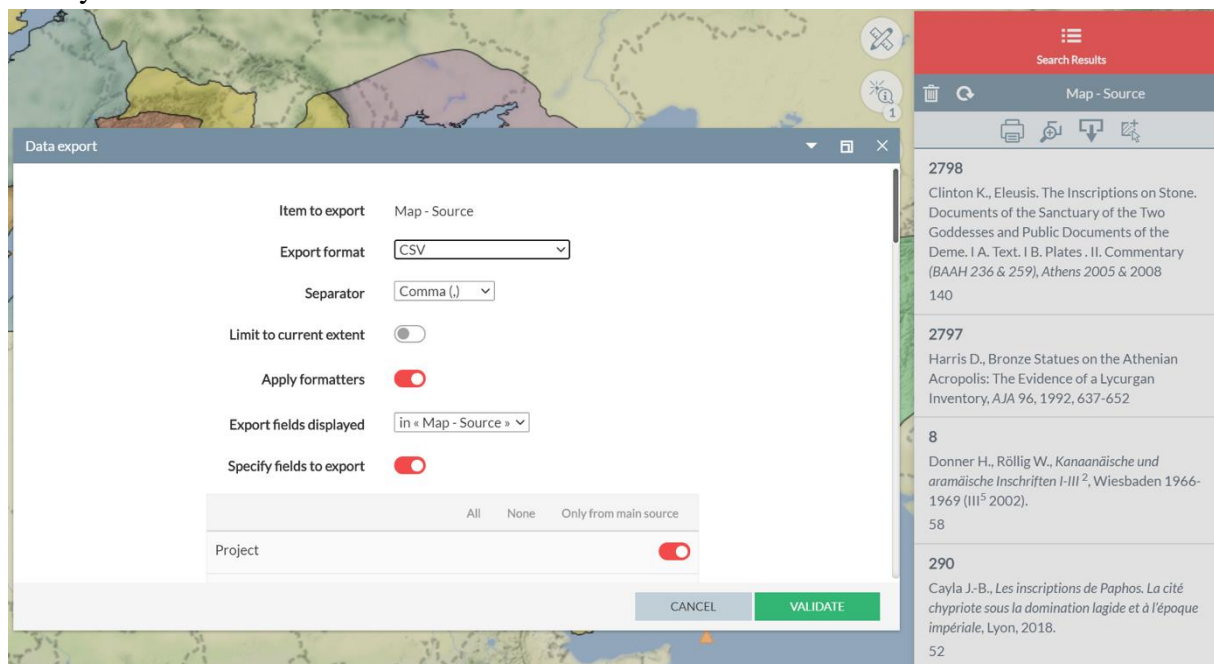 Data export
Item to export Map - Source
Export format CSV
Separator Comma (,)
Limit to current extent
Apply formatters
Export fields displayed in « Map - Source »
Specify fields to export
All None Only from main source
Project
CANCEL VALIDATE
1
Search Results
Map - Source
2798
Clinton K., Eleusis. The Inscriptions on Stone.
Documents of the Sanctuary of the Two
Goddesses and Public Documents of the
Deme. I A. Text. I B. Plates . II. Commentary
(BAAH 236 & 259), Athens 2005 & 2008
140
2797
Harris D., Bronze Statues on the Athenian
Acropolis: The Evidence of a Lycurgan
Inventory, AJA 96, 1992, 637-652
8
Donner H., Röllig W., Kanaanäische und
aramäische Inschriften I-III ², Wiesbaden 1966-
1969 (III⁵ 2002).
58
290
Cayla J.-B., Les inscriptions de Paphos. La cité
chypriote sous la domination lagide et à l'époque
impériale, Lyon, 2018.
52